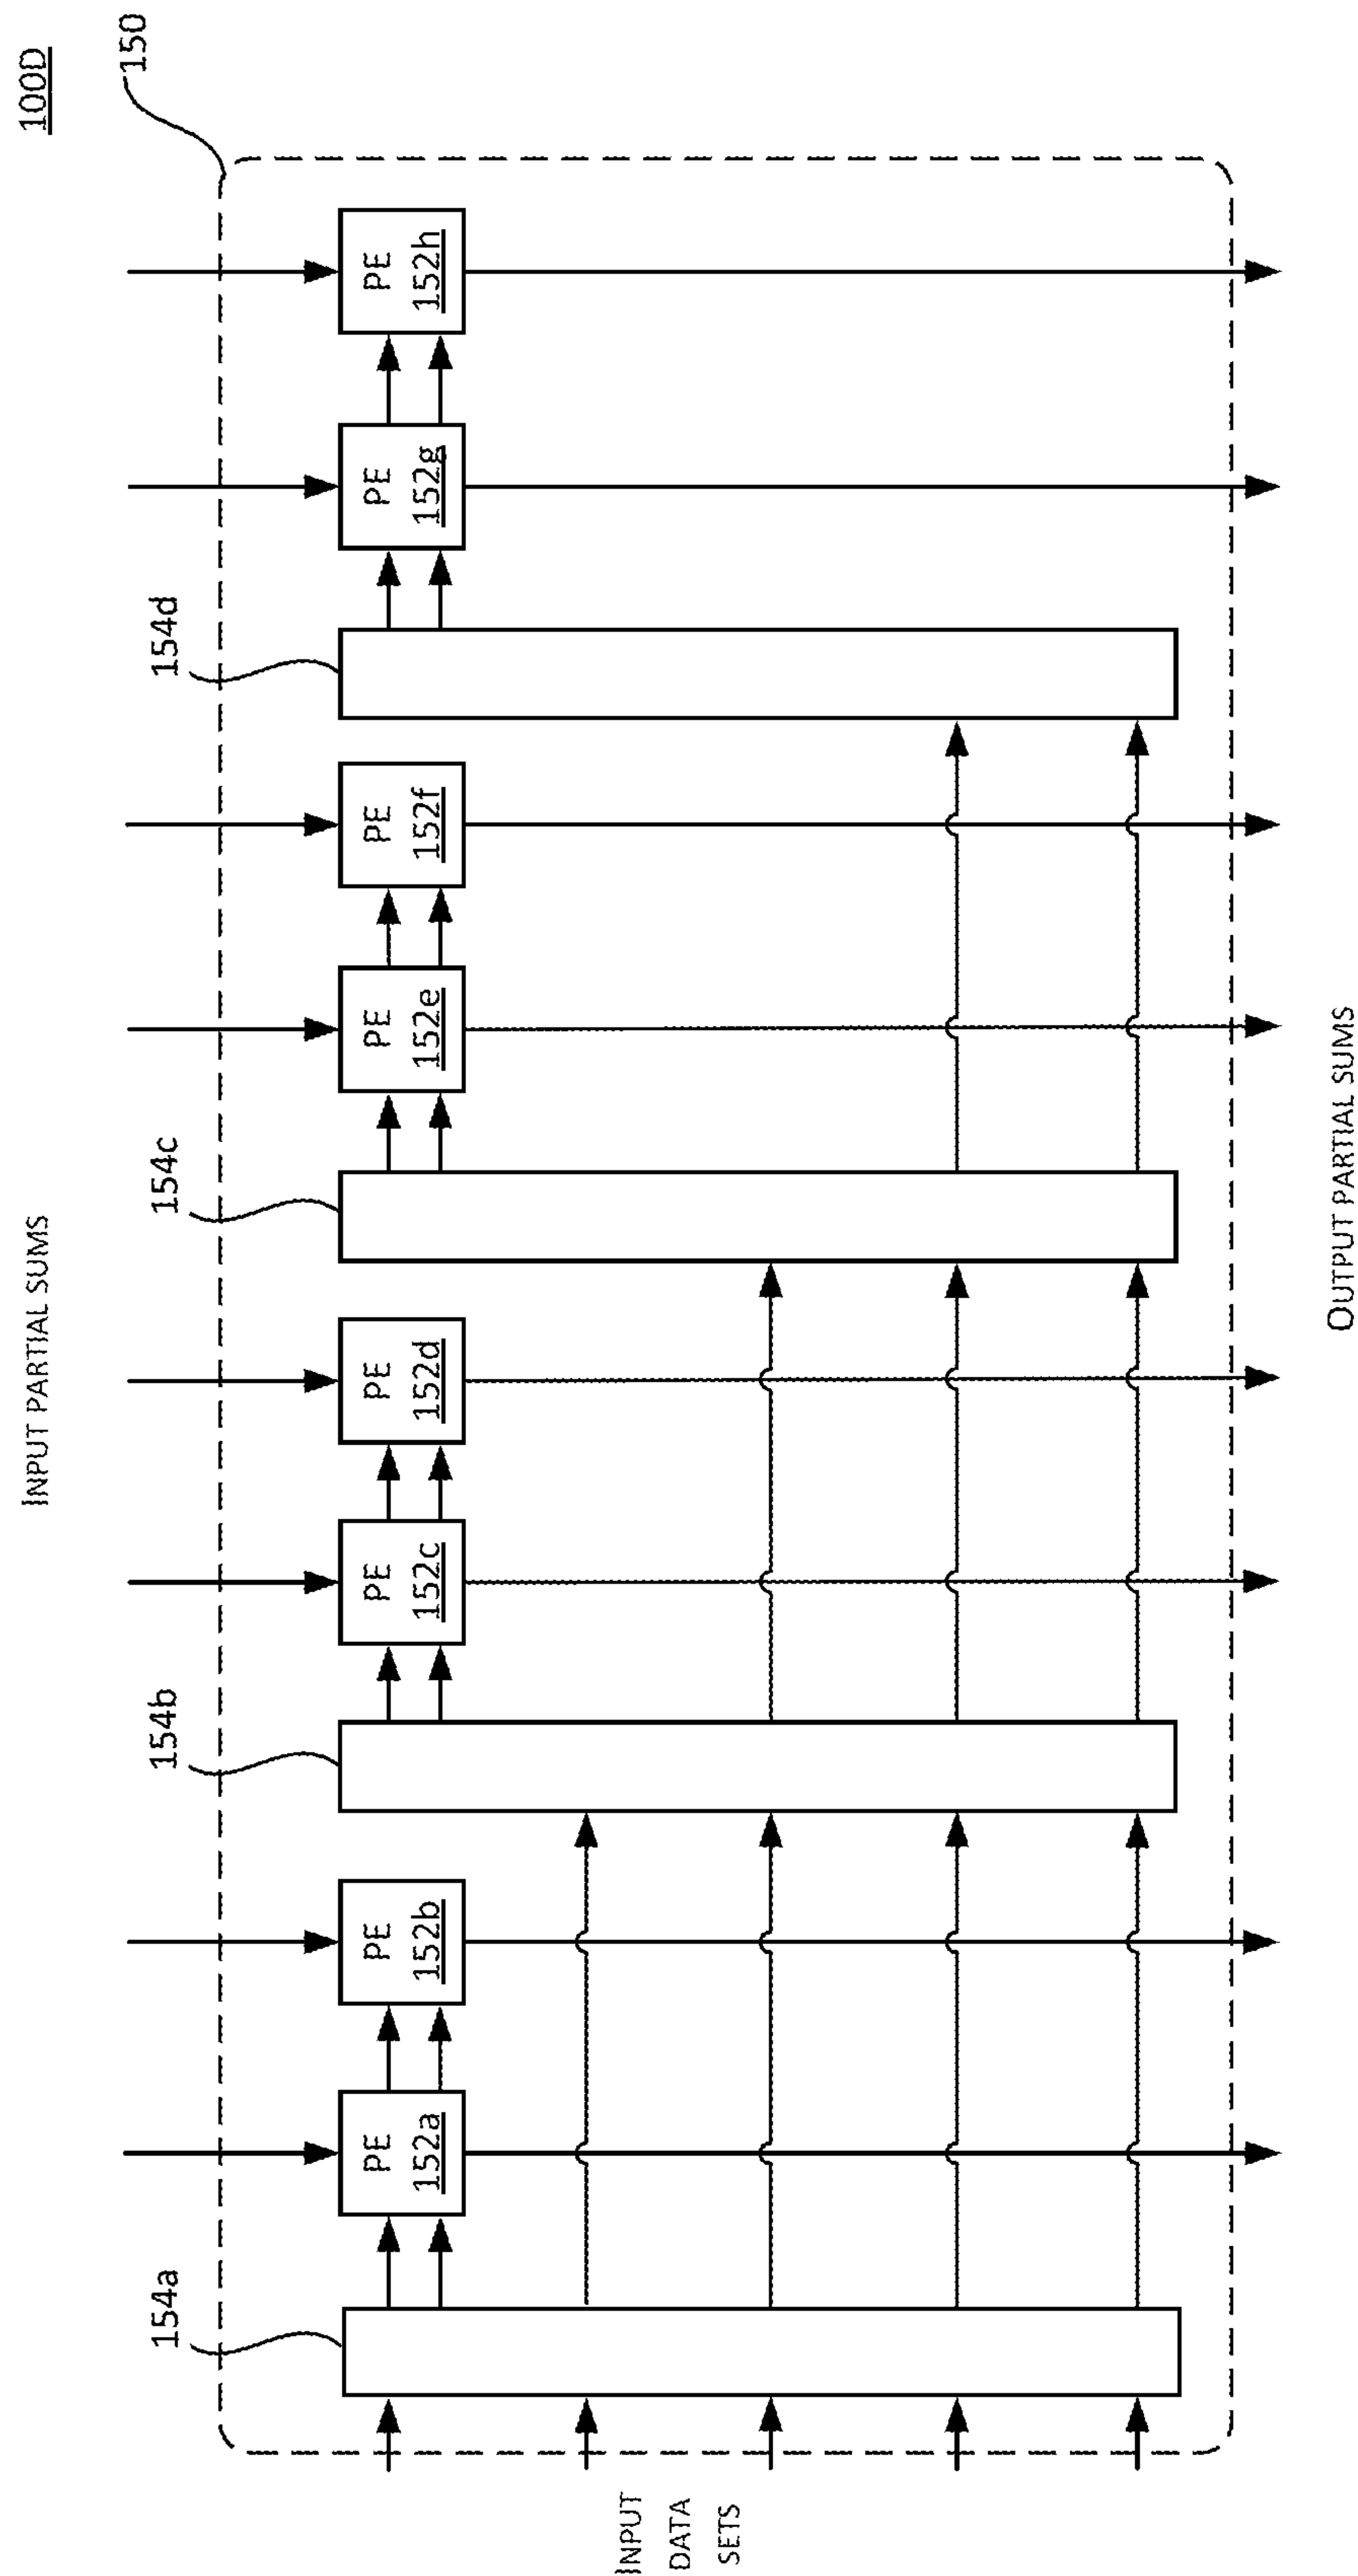 100D
INPUT PARTIAL SUMS
150
154a
154b
154c
154d
PE
152a
PE
152b
PE
152c
PE
152d
PE
152e
PE
152f
PE
152g
PE
152h
INPUT
DATA
SETS
OUTPUT PARTIAL SUMS